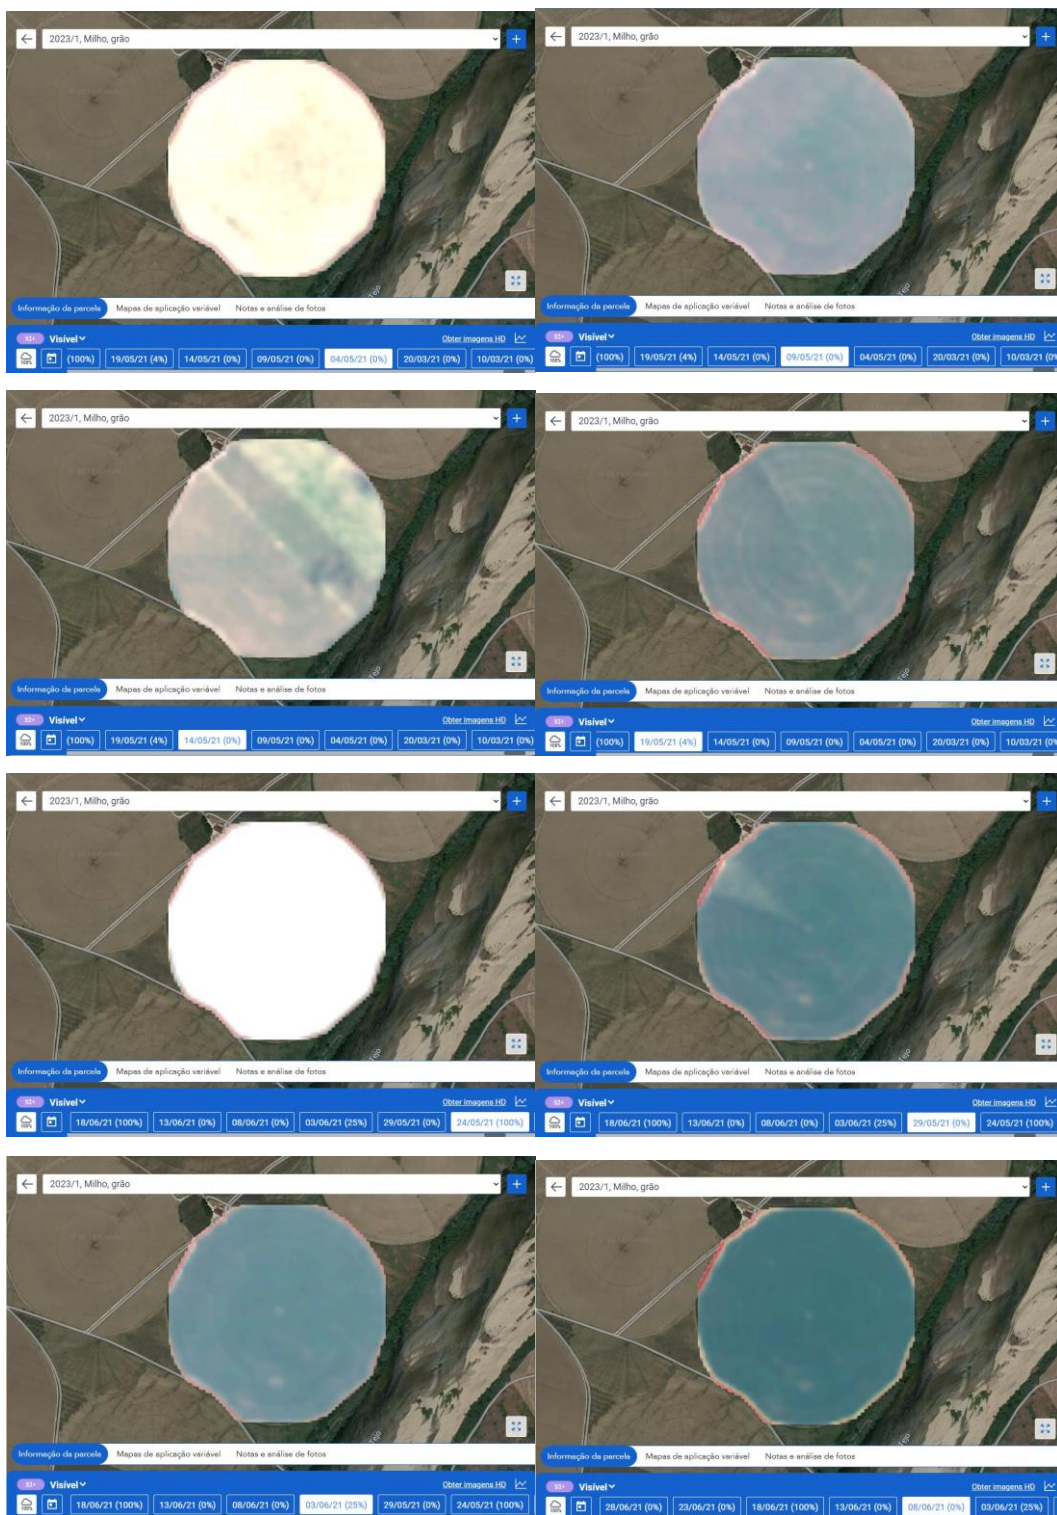 2023/1, Milho, grão
Tejo
Informação da parcela Mapas de aplicação variável Notas e análise de fotos
Visível Obter imagens HD
100% (100%) 19/05/21 (4%) 14/05/21 (0%) 09/05/21 (0%) 04/05/21 (0%) 20/03/21 (0%) 10/03/21 (0%)
2023/1, Milho, grão
Informação da parcela Mapas de aplicação variável Notas e análise de fotos
Visível Obter imagens HD
100% (100%) 19/05/21 (4%) 14/05/21 (0%) 09/05/21 (0%) 04/05/21 (0%) 20/03/21 (0%) 10/03/21 (0%
2023/1, Milho, grão
Tejo
Informação da parcela Mapas de aplicação variável Notas e análise de fotos
Visível Obter imagens HD
100% (100%) 19/05/21 (4%) 14/05/21 (0%) 09/05/21 (0%) 04/05/21 (0%) 20/03/21 (0%) 10/03/21 (0%)
2023/1, Milho, grão
Tejo
Informação da parcela Mapas de aplicação variável Notas e análise de fotos
Visível Obter imagens HD
100% (100%) 19/05/21 (4%) 14/05/21 (0%) 09/05/21 (0%) 04/05/21 (0%) 20/03/21 (0%) 10/03/21 (0%
2023/1, Milho, grão
Tejo
Informação da parcela Mapas de aplicação variável Notas e análise de fotos
Visível Obter imagens HD
100% 18/06/21 (100%) 13/06/21 (0%) 08/06/21 (0%) 03/06/21 (25%) 29/05/21 (0%) 24/05/21 (100%)
2023/1, Milho, grão
Tejo
Informação da parcela Mapas de aplicação variável Notas e análise de fotos
Visível Obter imagens HD
100% 18/06/21 (100%) 13/06/21 (0%) 08/06/21 (0%) 03/06/21 (25%) 29/05/21 (0%) 24/05/21 (100%)
2023/1, Milho, grão
Tejo
Informação da parcela Mapas de aplicação variável Notas e análise de fotos
Visível Obter imagens HD
100% 18/06/21 (100%) 13/06/21 (0%) 08/06/21 (0%) 03/06/21 (25%) 29/05/21 (0%) 24/05/21 (100%)
2023/1, Milho, grão
Tejo
Informação da parcela Mapas de aplicação variável Notas e análise de fotos
Visível Obter imagens HD
100% 28/06/21 (0%) 23/06/21 (0%) 18/06/21 (100%) 13/06/21 (0%) 08/06/21 (0%) 03/06/21 (25%)